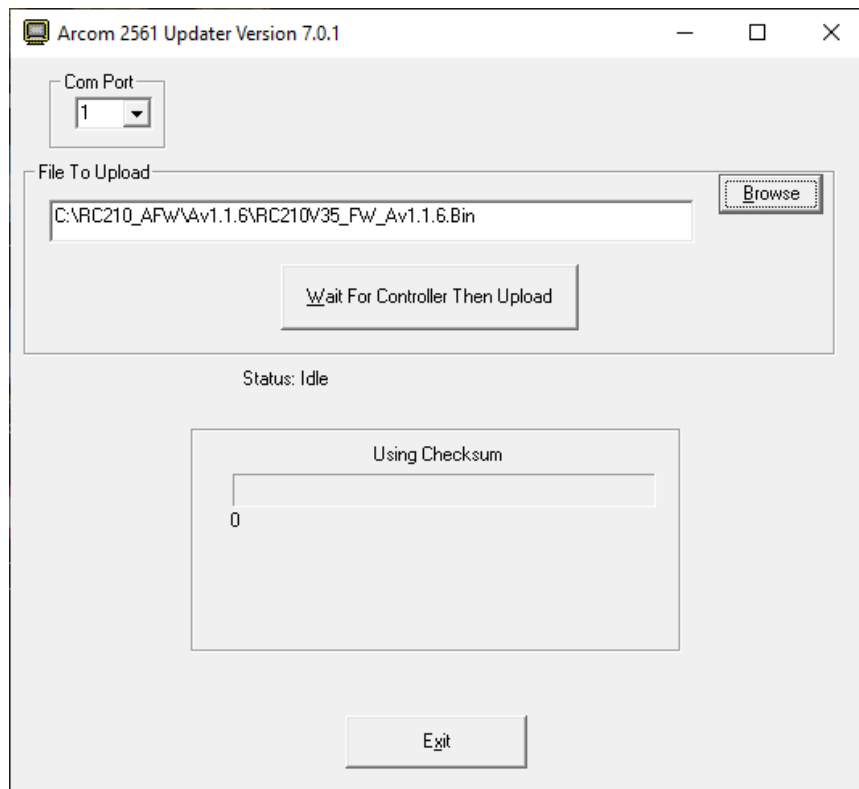 Arcom 2561 Updater Version 7.0.1
Com Port
1
File To Upload
Browse
C:\RC210_AFW\Av1.1.6\RC210V35_FW_Av1.1.6.Bin
Wait For Controller Then Upload
Status: Idle
Using Checksum
0
Exit